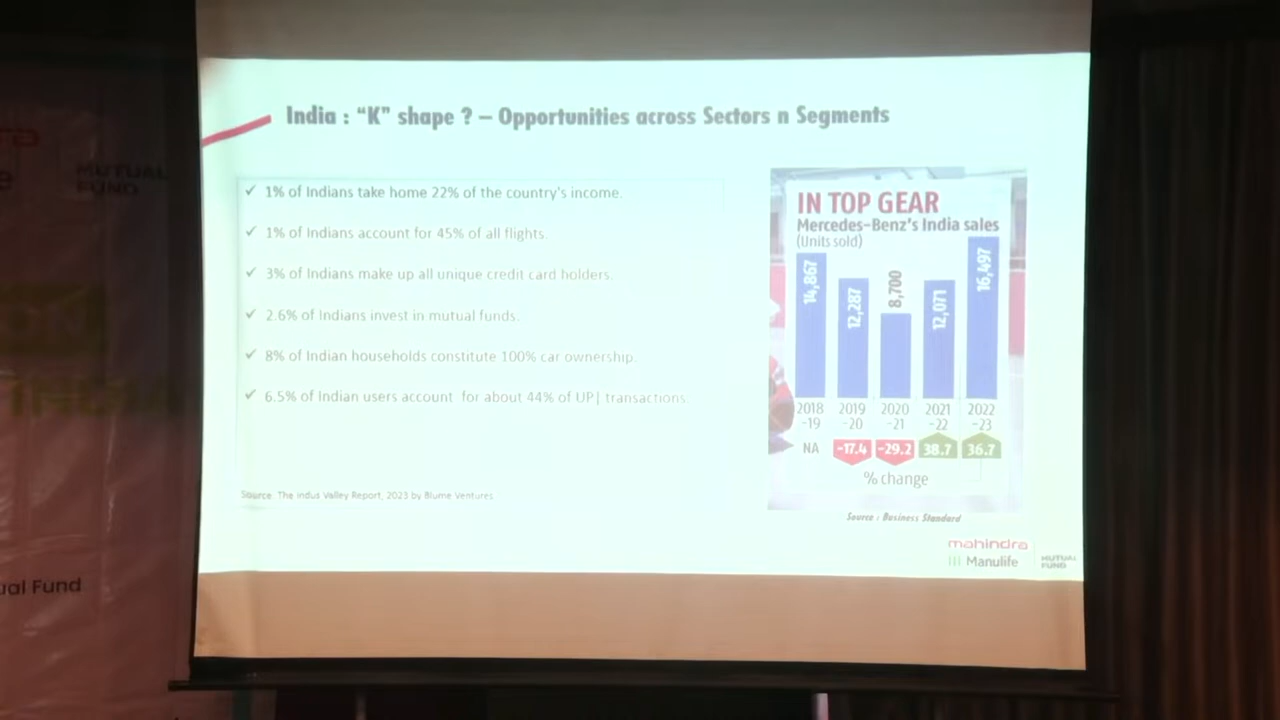 India : “K” shape ? – Opportunities across Sectors n Segments
✓ 1% of Indians take home 22% of the country's income.
✓ 1% of Indians account for 45% of all flights.
✓ 3% of Indians make up all unique credit card holders.
✓ 2.6% of Indians invest in mutual funds.
✓ 8% of Indian households constitute 100% car ownership.
✓ 6.5% of Indian users account for about 44% of UPI transactions
Source: The Indus Valley Report, 2023 by Blume Ventures
IN TOP GEAR
Mercedes-Benz's India sales
(Units sold)
14,867 12,287 8,700 12,071 16,497
2018 2019 2020 2021 2022
-19 -20 -21 -22 -23
NA -17.4 -29.2 38.7 36.7
% change
Source : Business Standard
mahindra
Manulife
MUTUAL
FUND
MUTUAL
FUND
ual Fund